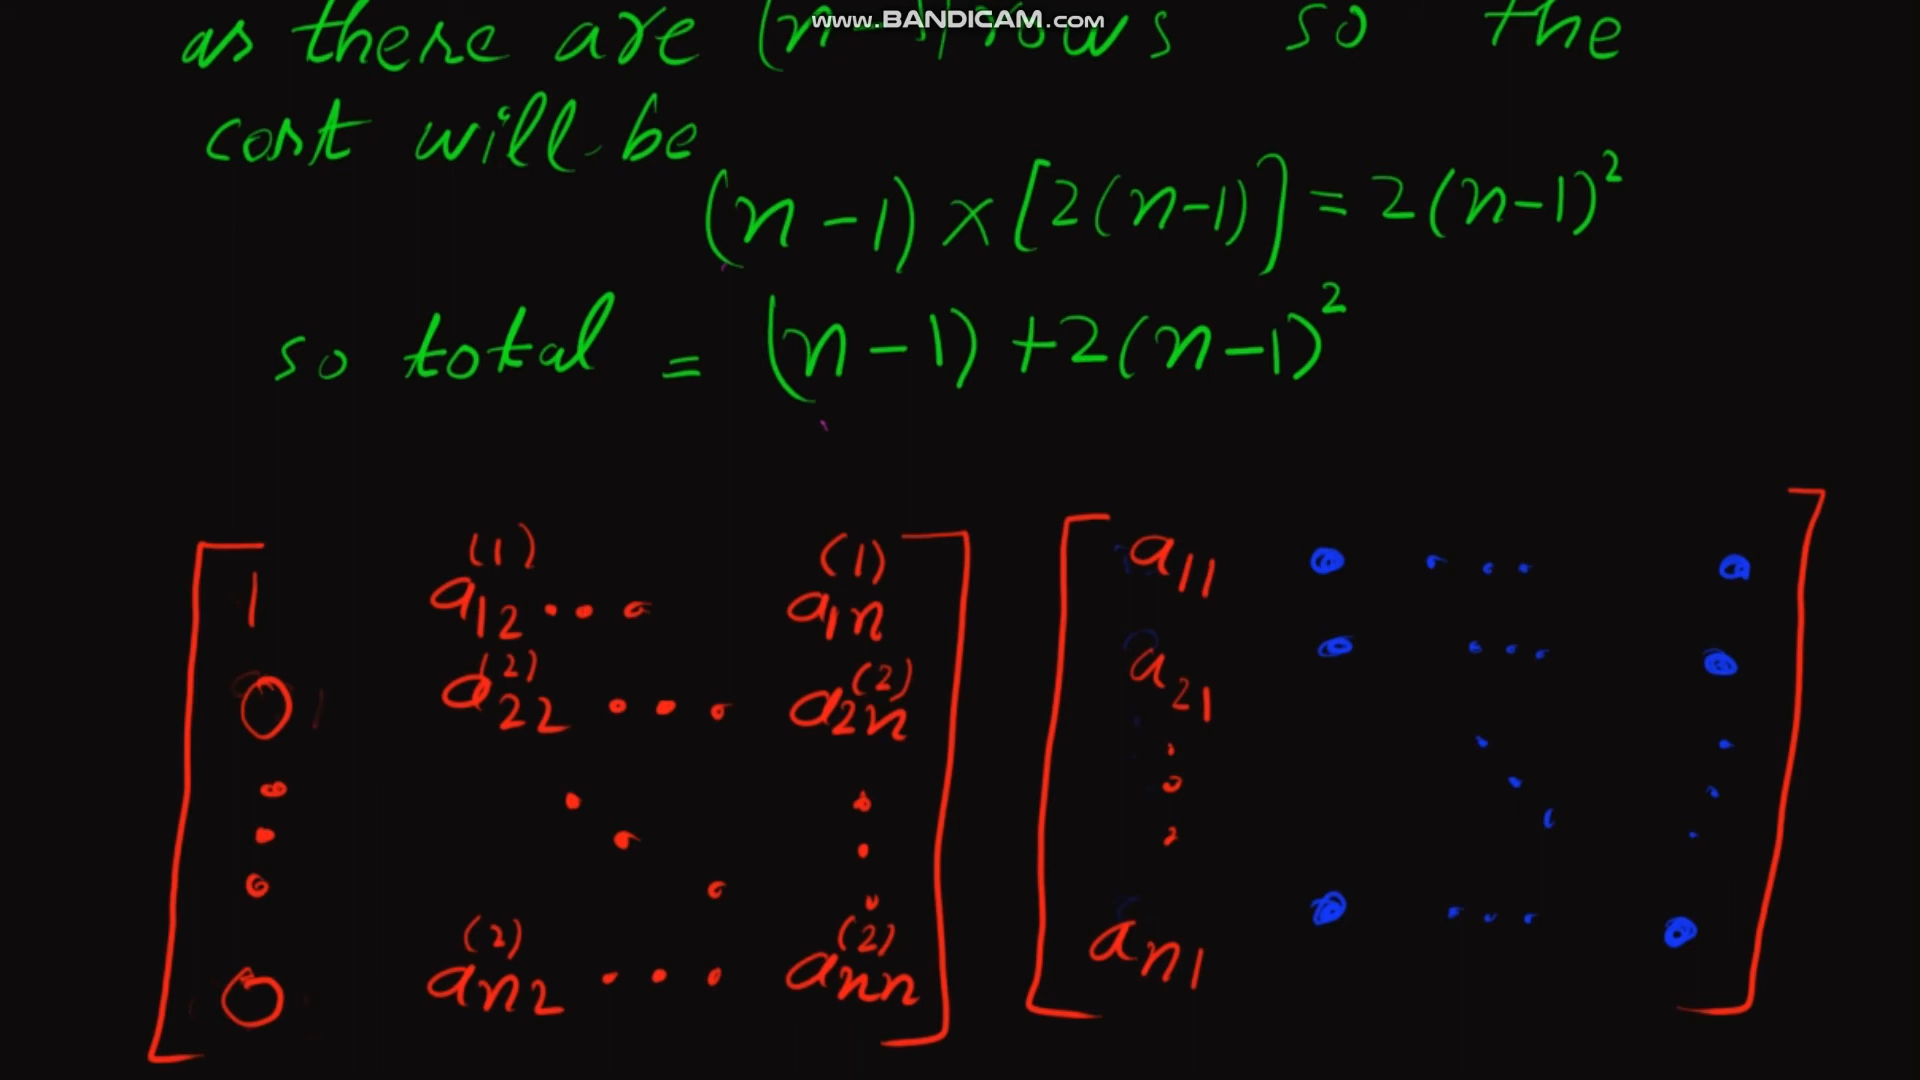 www.BANDICAM.com
as there are (n-1) rows so the
cost will be
(n-1)×[2(n-1)] = 2(n-1)²
so total = (n-1)+2(n-1)²
1 a₁₂⁽¹⁾ ... a₁ₙ⁽¹⁾ a₁₁ ...
0 a₂₂⁽²⁾ ... a₂ₙ⁽²⁾ a₂₁ ...
0 aₙ₂⁽²⁾ ... aₙₙ⁽²⁾ aₙ₁ ...